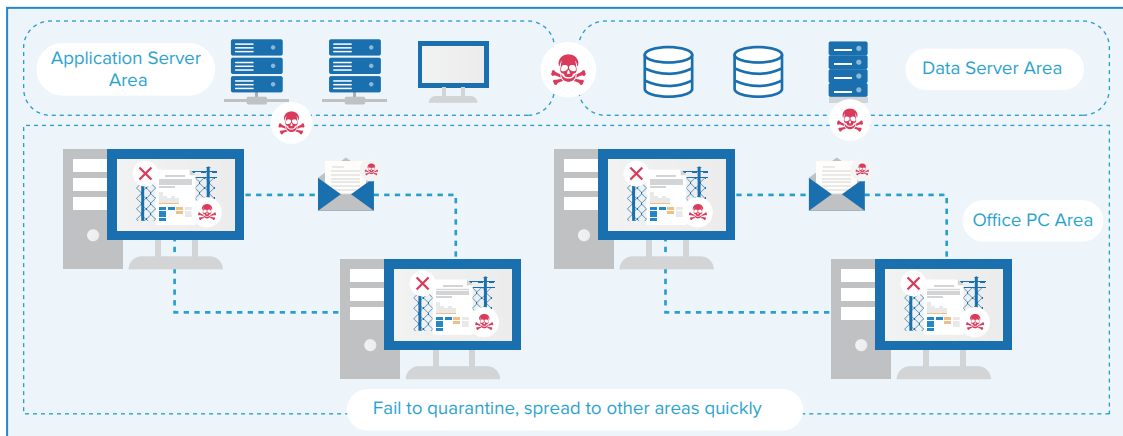 Application Server
Area
Data Server Area
Office PC Area
Fail to quarantine, spread to other areas quickly